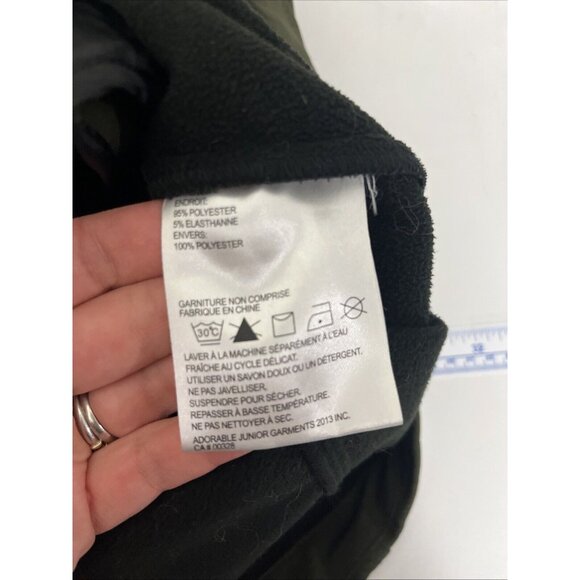 ENDROIT:
95% POLYESTER
5% ELASTHANNE
ENVERS:
100% POLYESTER
GARNITURE NON COMPRISE
FABRIQUE EN CHINE
30°C
LAVER À LA MACHINE SÉPARÉMENT À L'EAU
FRAÎCHE AU CYCLE DÉLICAT.
UTILISER UN SAVON DOUX OU UN DÉTERGENT.
NE PAS JAVELLISER.
SUSPENDRE POUR SÉCHER.
REPASSER À BASSE TEMPÉRATURE.
NE PAS NETTOYER À SEC.
ADORABLE JUNIOR GARMENTS 2013 INC.
CA # 00328